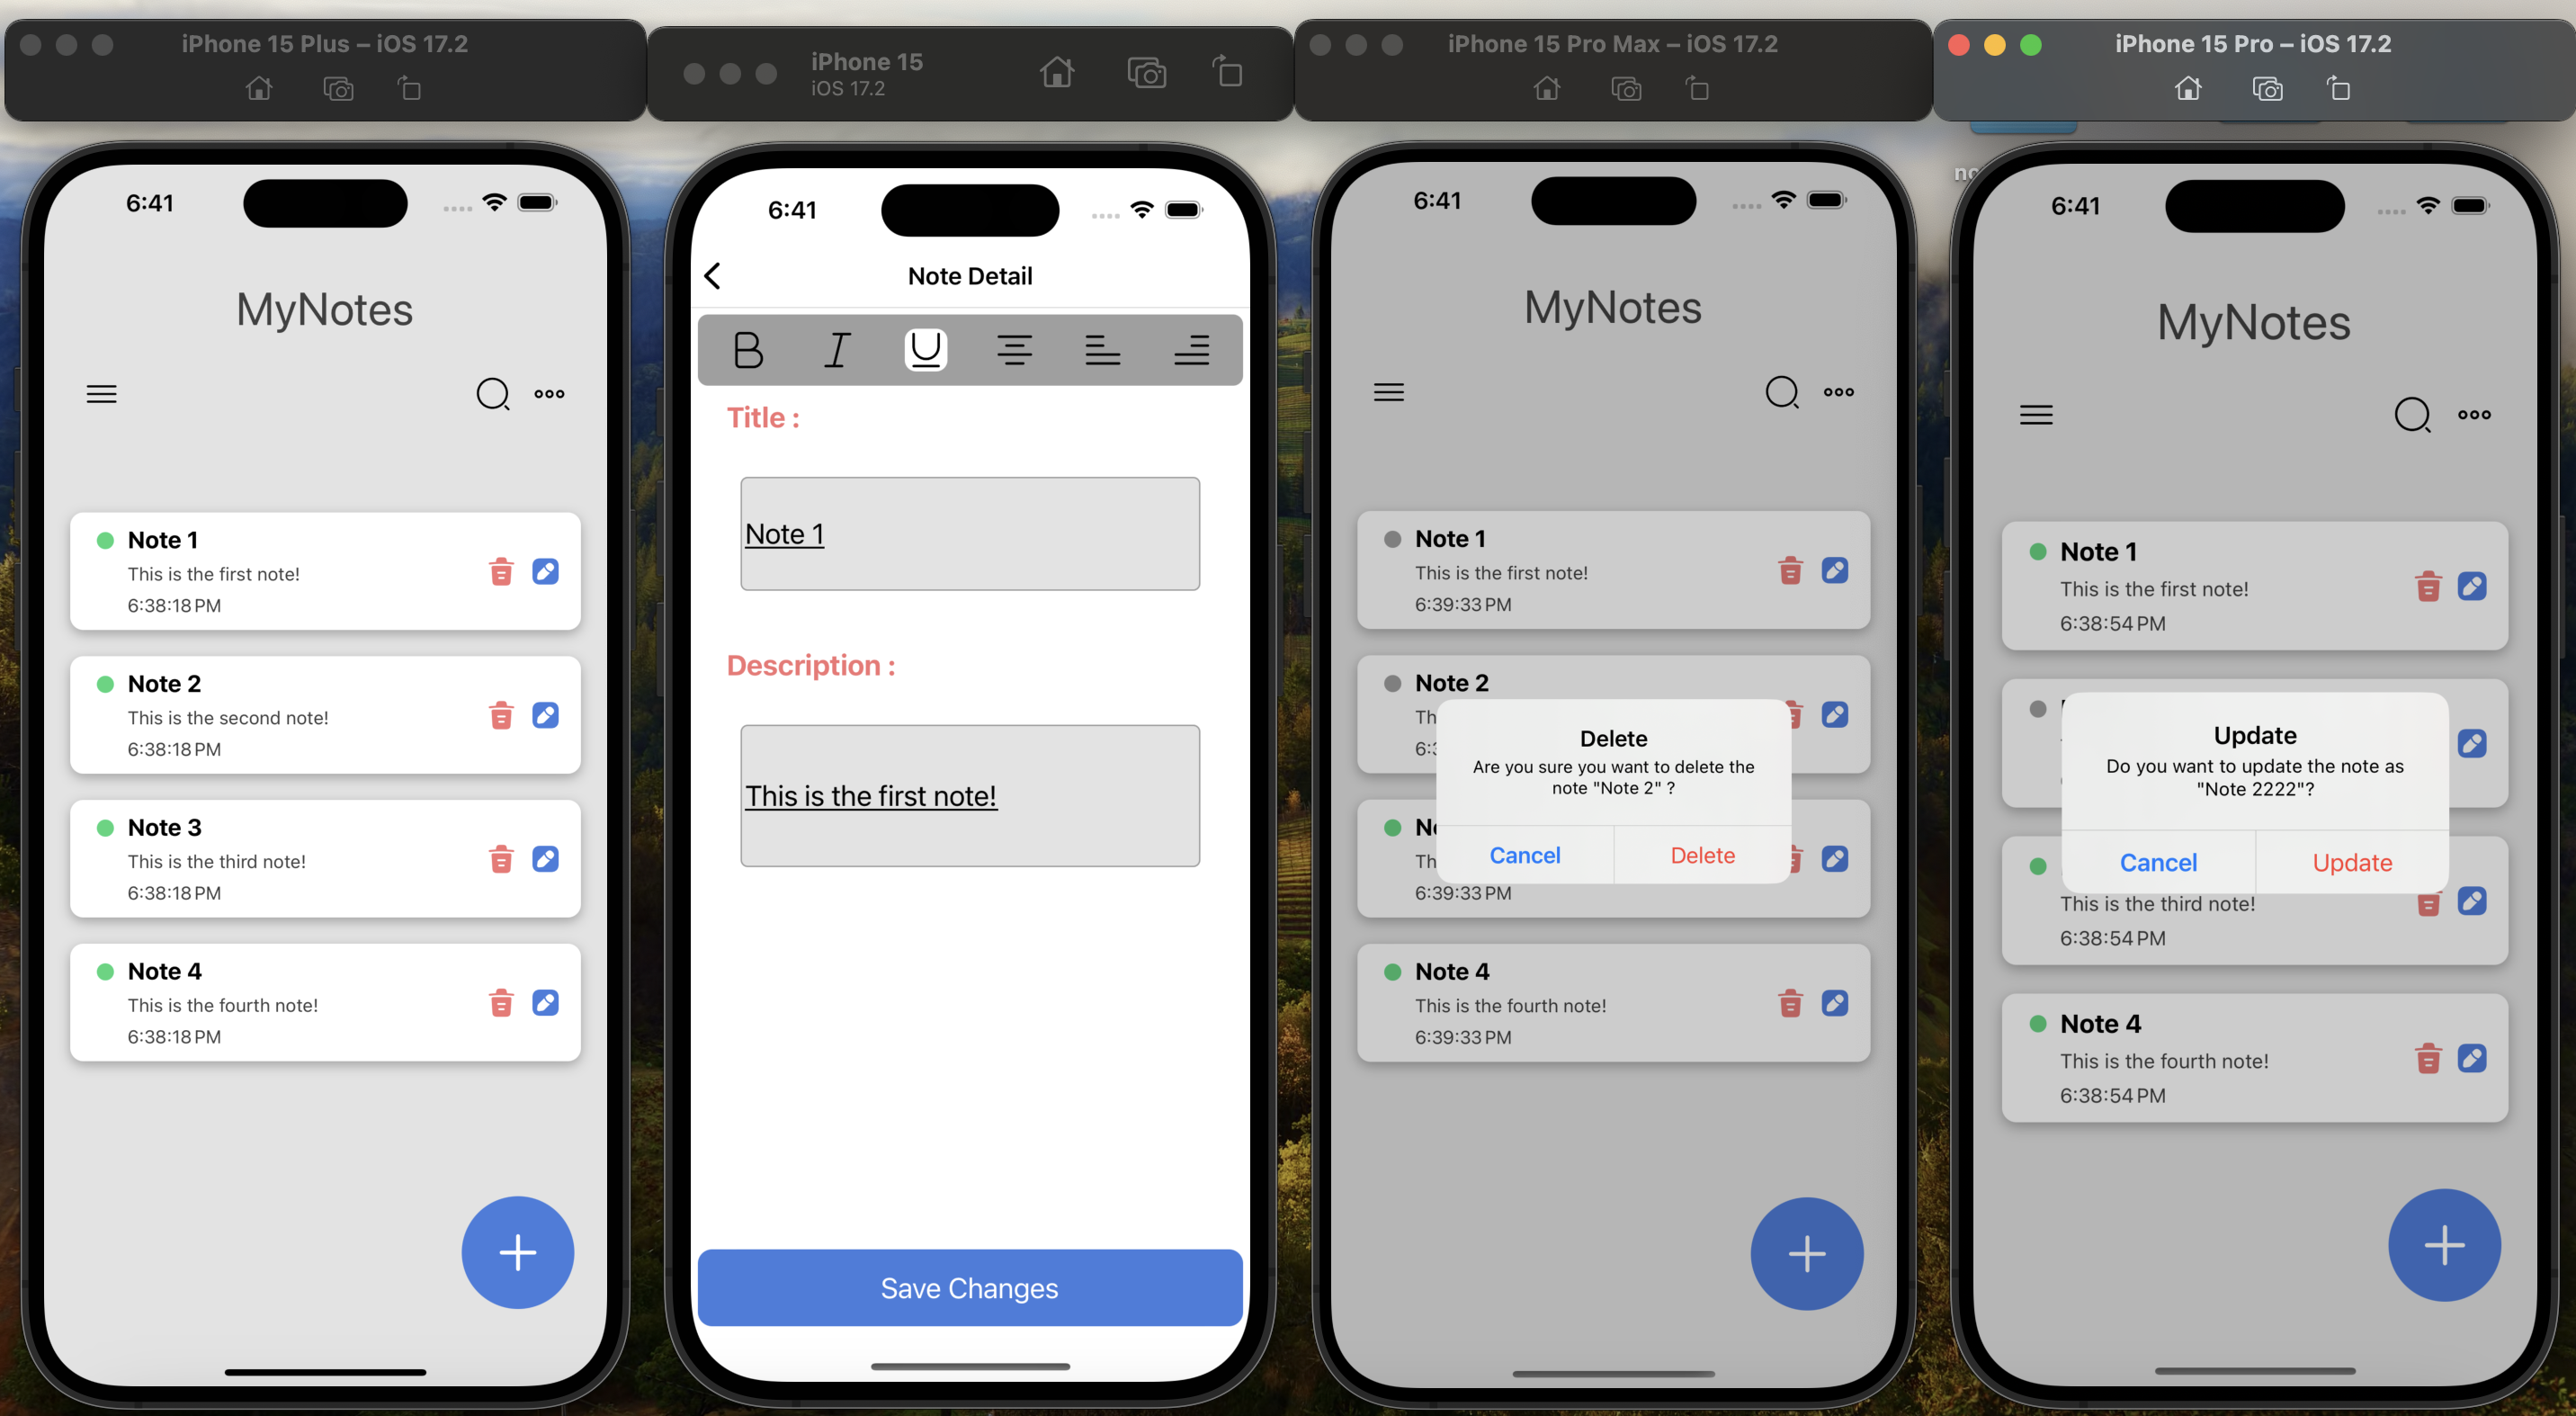 iPhone 15 Plus – iOS 17.2
6:41
MyNotes
Note 1
This is the first note!
6:38:18 PM
Note 2
This is the second note!
6:38:18 PM
Note 3
This is the third note!
6:38:18 PM
Note 4
This is the fourth note!
6:38:18 PM
iPhone 15
iOS 17.2
6:41
Note Detail
B I U
Title :
Note 1
Description :
This is the first note!
Save Changes
iPhone 15 Pro Max – iOS 17.2
6:41
MyNotes
Note 1
This is the first note!
6:39:33 PM
Note 2
Th
6:3
Delete
Are you sure you want to delete the
note "Note 2" ?
Cancel
Delete
No
Th
6:39:33 PM
Note 4
This is the fourth note!
6:39:33 PM
iPhone 15 Pro – iOS 17.2
6:41
MyNotes
Note 1
This is the first note!
6:38:54 PM
Update
Do you want to update the note as
"Note 2222"?
Cancel
Update
This is the third note!
6:38:54 PM
Note 4
This is the fourth note!
6:38:54 PM